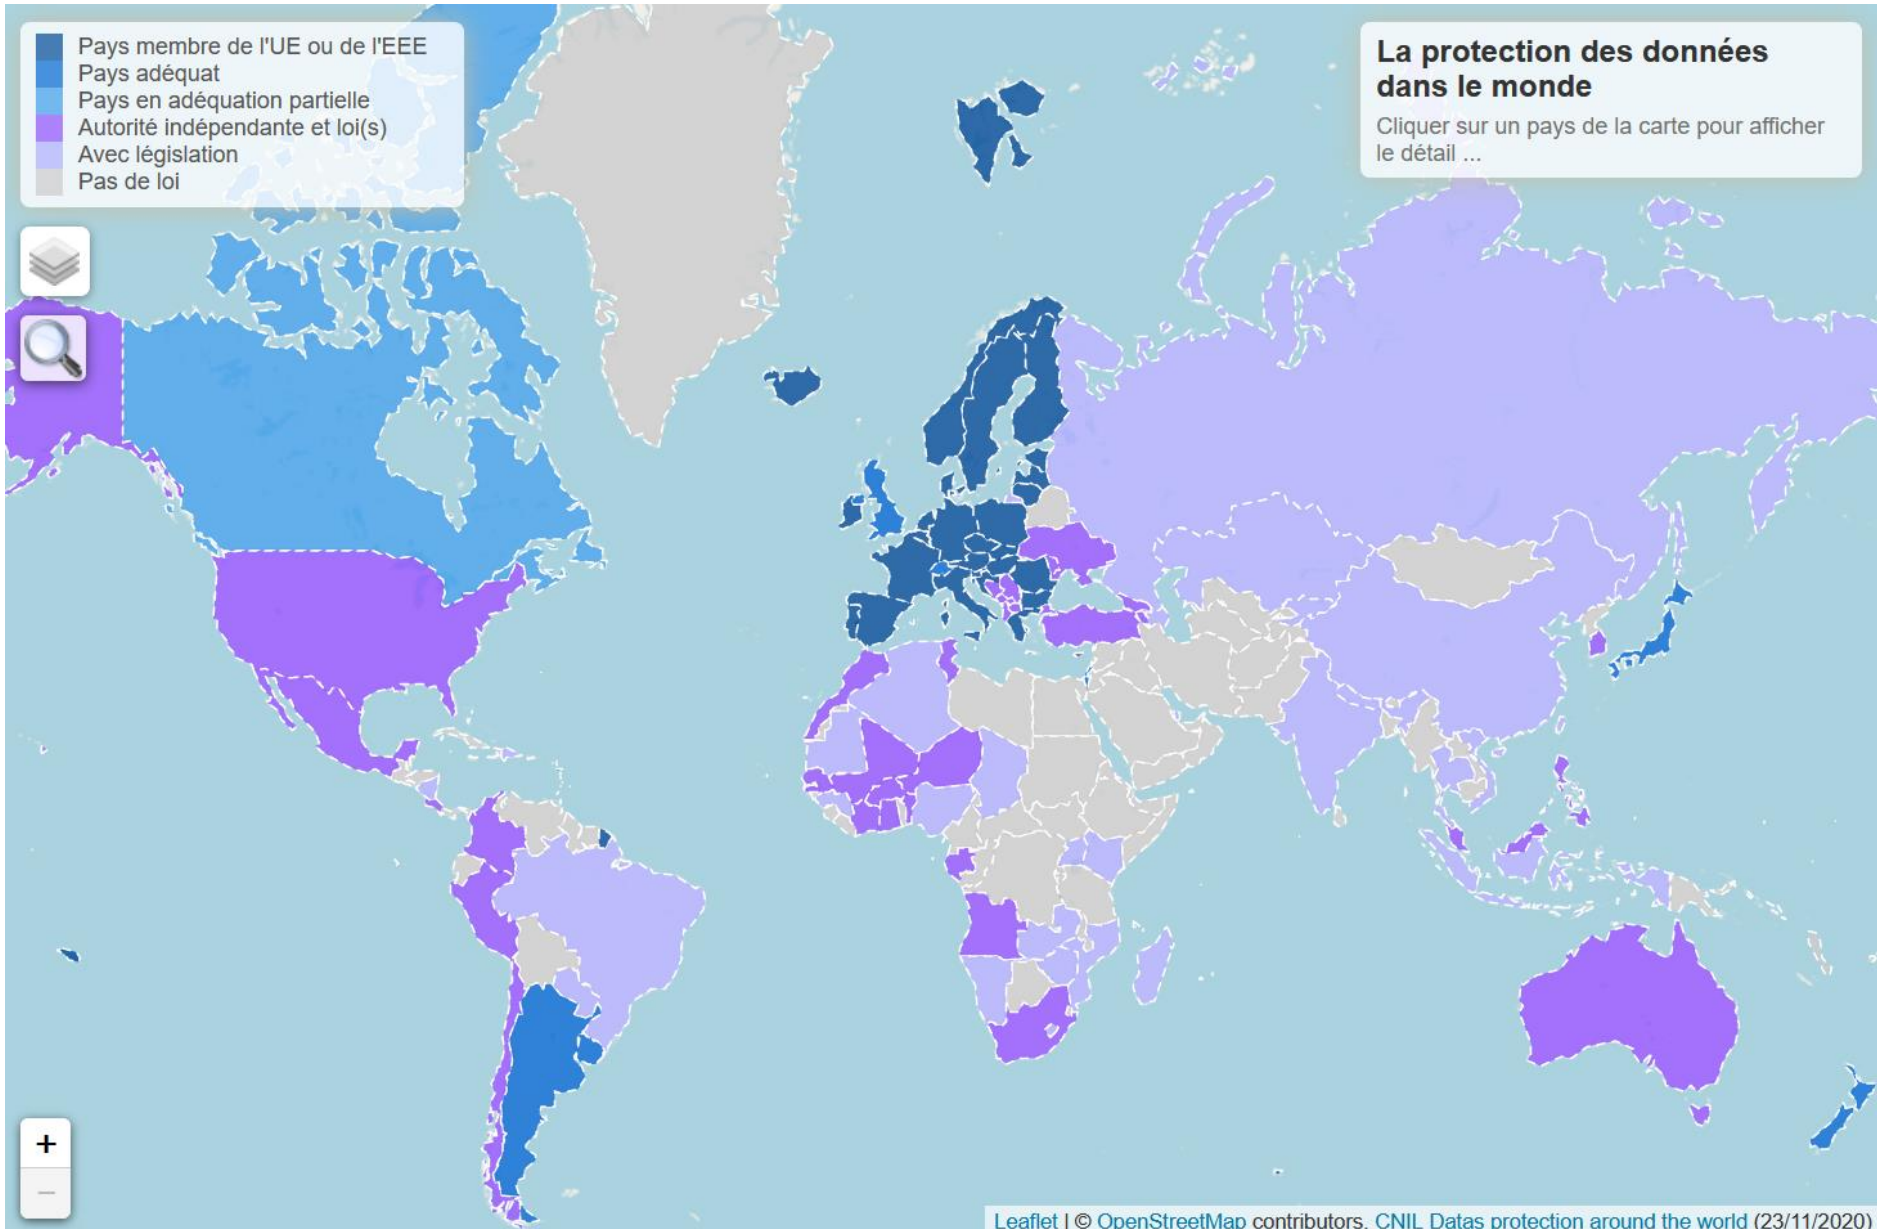 Pays membre de l'UE ou de l'EEE
Pays adéquat
Pays en adéquation partielle
Autorité indépendante et loi(s)
Avec législation
Pas de loi
La protection des données
dans le monde
Cliquer sur un pays de la carte pour afficher
le détail ...
+
−
Leaflet | © OpenStreetMap contributors, CNIL Datas protection around the world (23/11/2020)